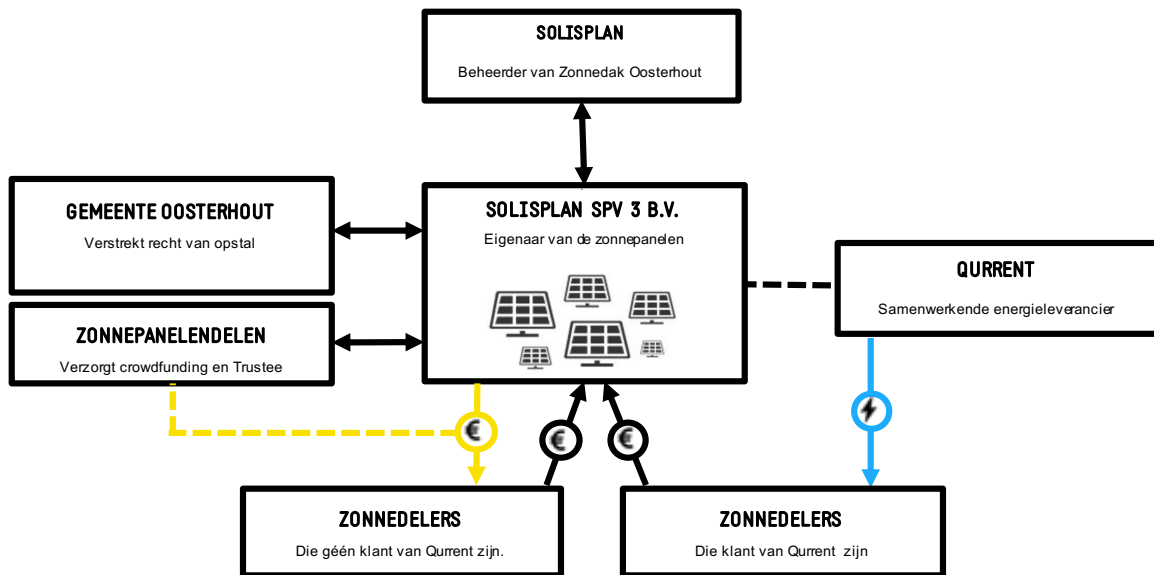 SOLISPLAN
Beheerder van Zonnedak Oosterhout
GEMEENTE OOSTERHOUT
Verstrekt recht van opstal
SOLISPLAN SPV 3 B.V.
Eigenaar van de zonnepanelen
QURRENT
Samenwerkende energieleverancier
ZONNEPANELENDELEN
Verzorgt crowdfunding en Trustee
€
€
€
ZONNEDELERS
Die géén klant van Qurrent zijn.
ZONNEDELERS
Die klant van Qurrent zijn